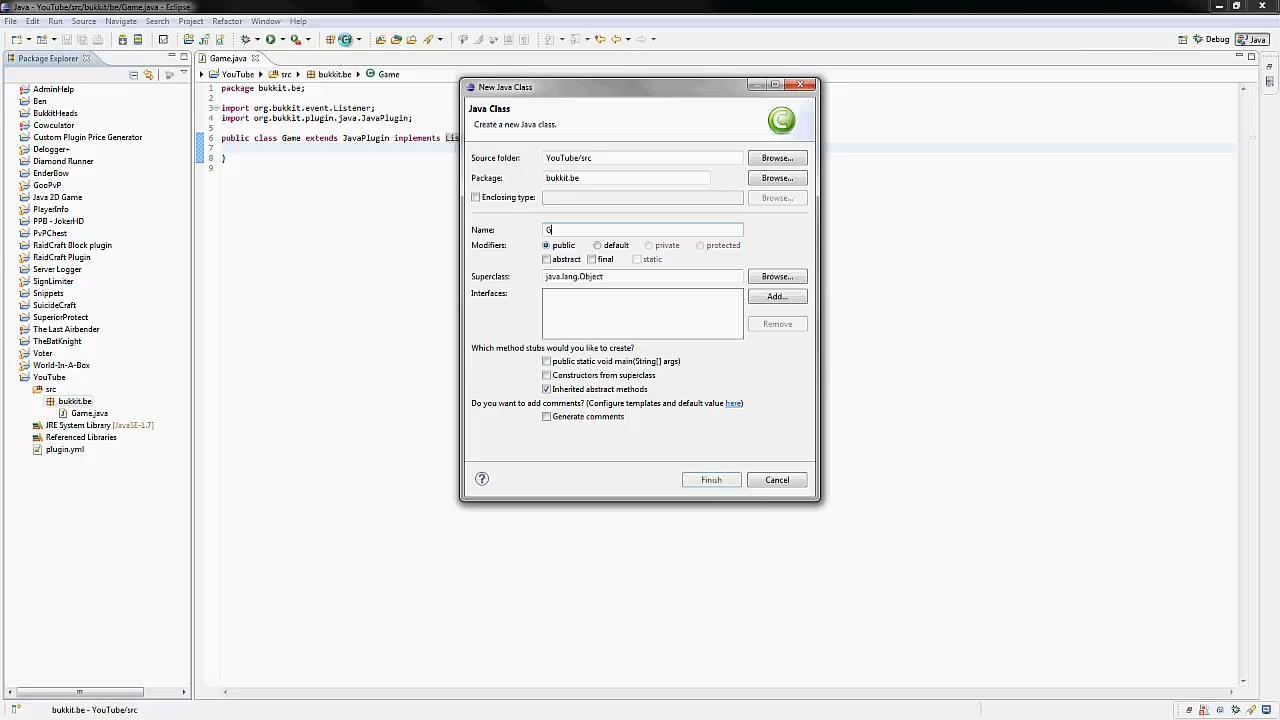 Java - YouTube/src/bukkit/be/Game.java - Eclipse
File Edit Run Source Navigate Search Project Refactor Window Help
Debug Java
Package Explorer
Game.java
YouTube src bukkit.be Game
AdminHelp
Ben
BukkitHeads
Cowculator
Custom Plugin Price Generator
Delogger+
Diamond Runner
EnderBow
GooPvP
Java 2D Game
PlayerInfo
PPB - JokerHD
PvPChest
RaidCraft Block plugin
RaidCraft Plugin
Server Logger
SignLimiter
Snippets
SuicideCraft
SuperiorProtect
The Last Airbender
TheBatKnight
Voter
World-In-A-Box
YouTube
src
bukkit.be
Game.java
JRE System Library [JavaSE-1.7]
Referenced Libraries
plugin.yml
1 package bukkit.be;
2
3 import org.bukkit.event.Listener;
4 import org.bukkit.plugin.java.JavaPlugin;
5
6 public class Game extends JavaPlugin implements Lis
7
8 }
9
New Java Class
Java Class
Create a new Java class.
Source folder: YouTube/src Browse...
Package: bukkit.be Browse...
Enclosing type: Browse...
Name: G
Modifiers: public default private protected
abstract final static
Superclass: java.lang.Object Browse...
Interfaces: Add...
Remove
Which method stubs would you like to create?
public static void main(String[] args)
Constructors from superclass
Inherited abstract methods
Do you want to add comments? (Configure templates and default value here)
Generate comments
? Finish Cancel
bukkit.be - YouTube/src